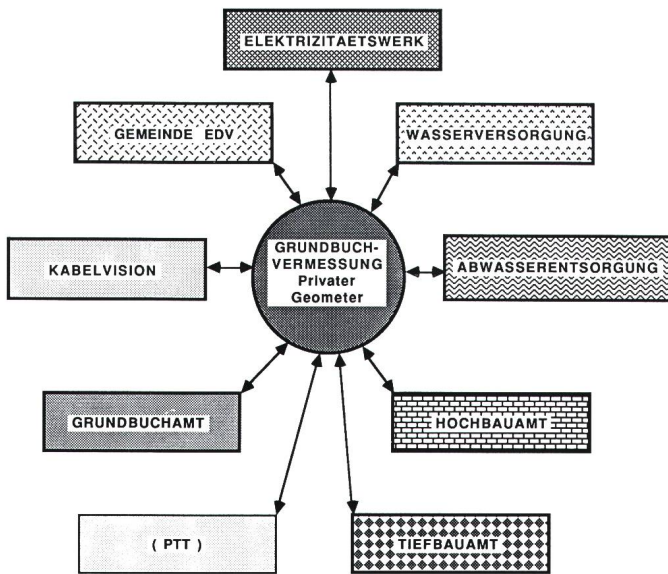 ELEKTRIZITAETSWERK
GEMEINDE EDV
WASSERVERSORGUNG
GRUNDBUCH-
VERMESSUNG
Privater
Geometer
KABELVISION
ABWASSERENTSORGUNG
GRUNDBUCHAMT
HOCHBAUAMT
( PTT )
TIEFBAUAMT